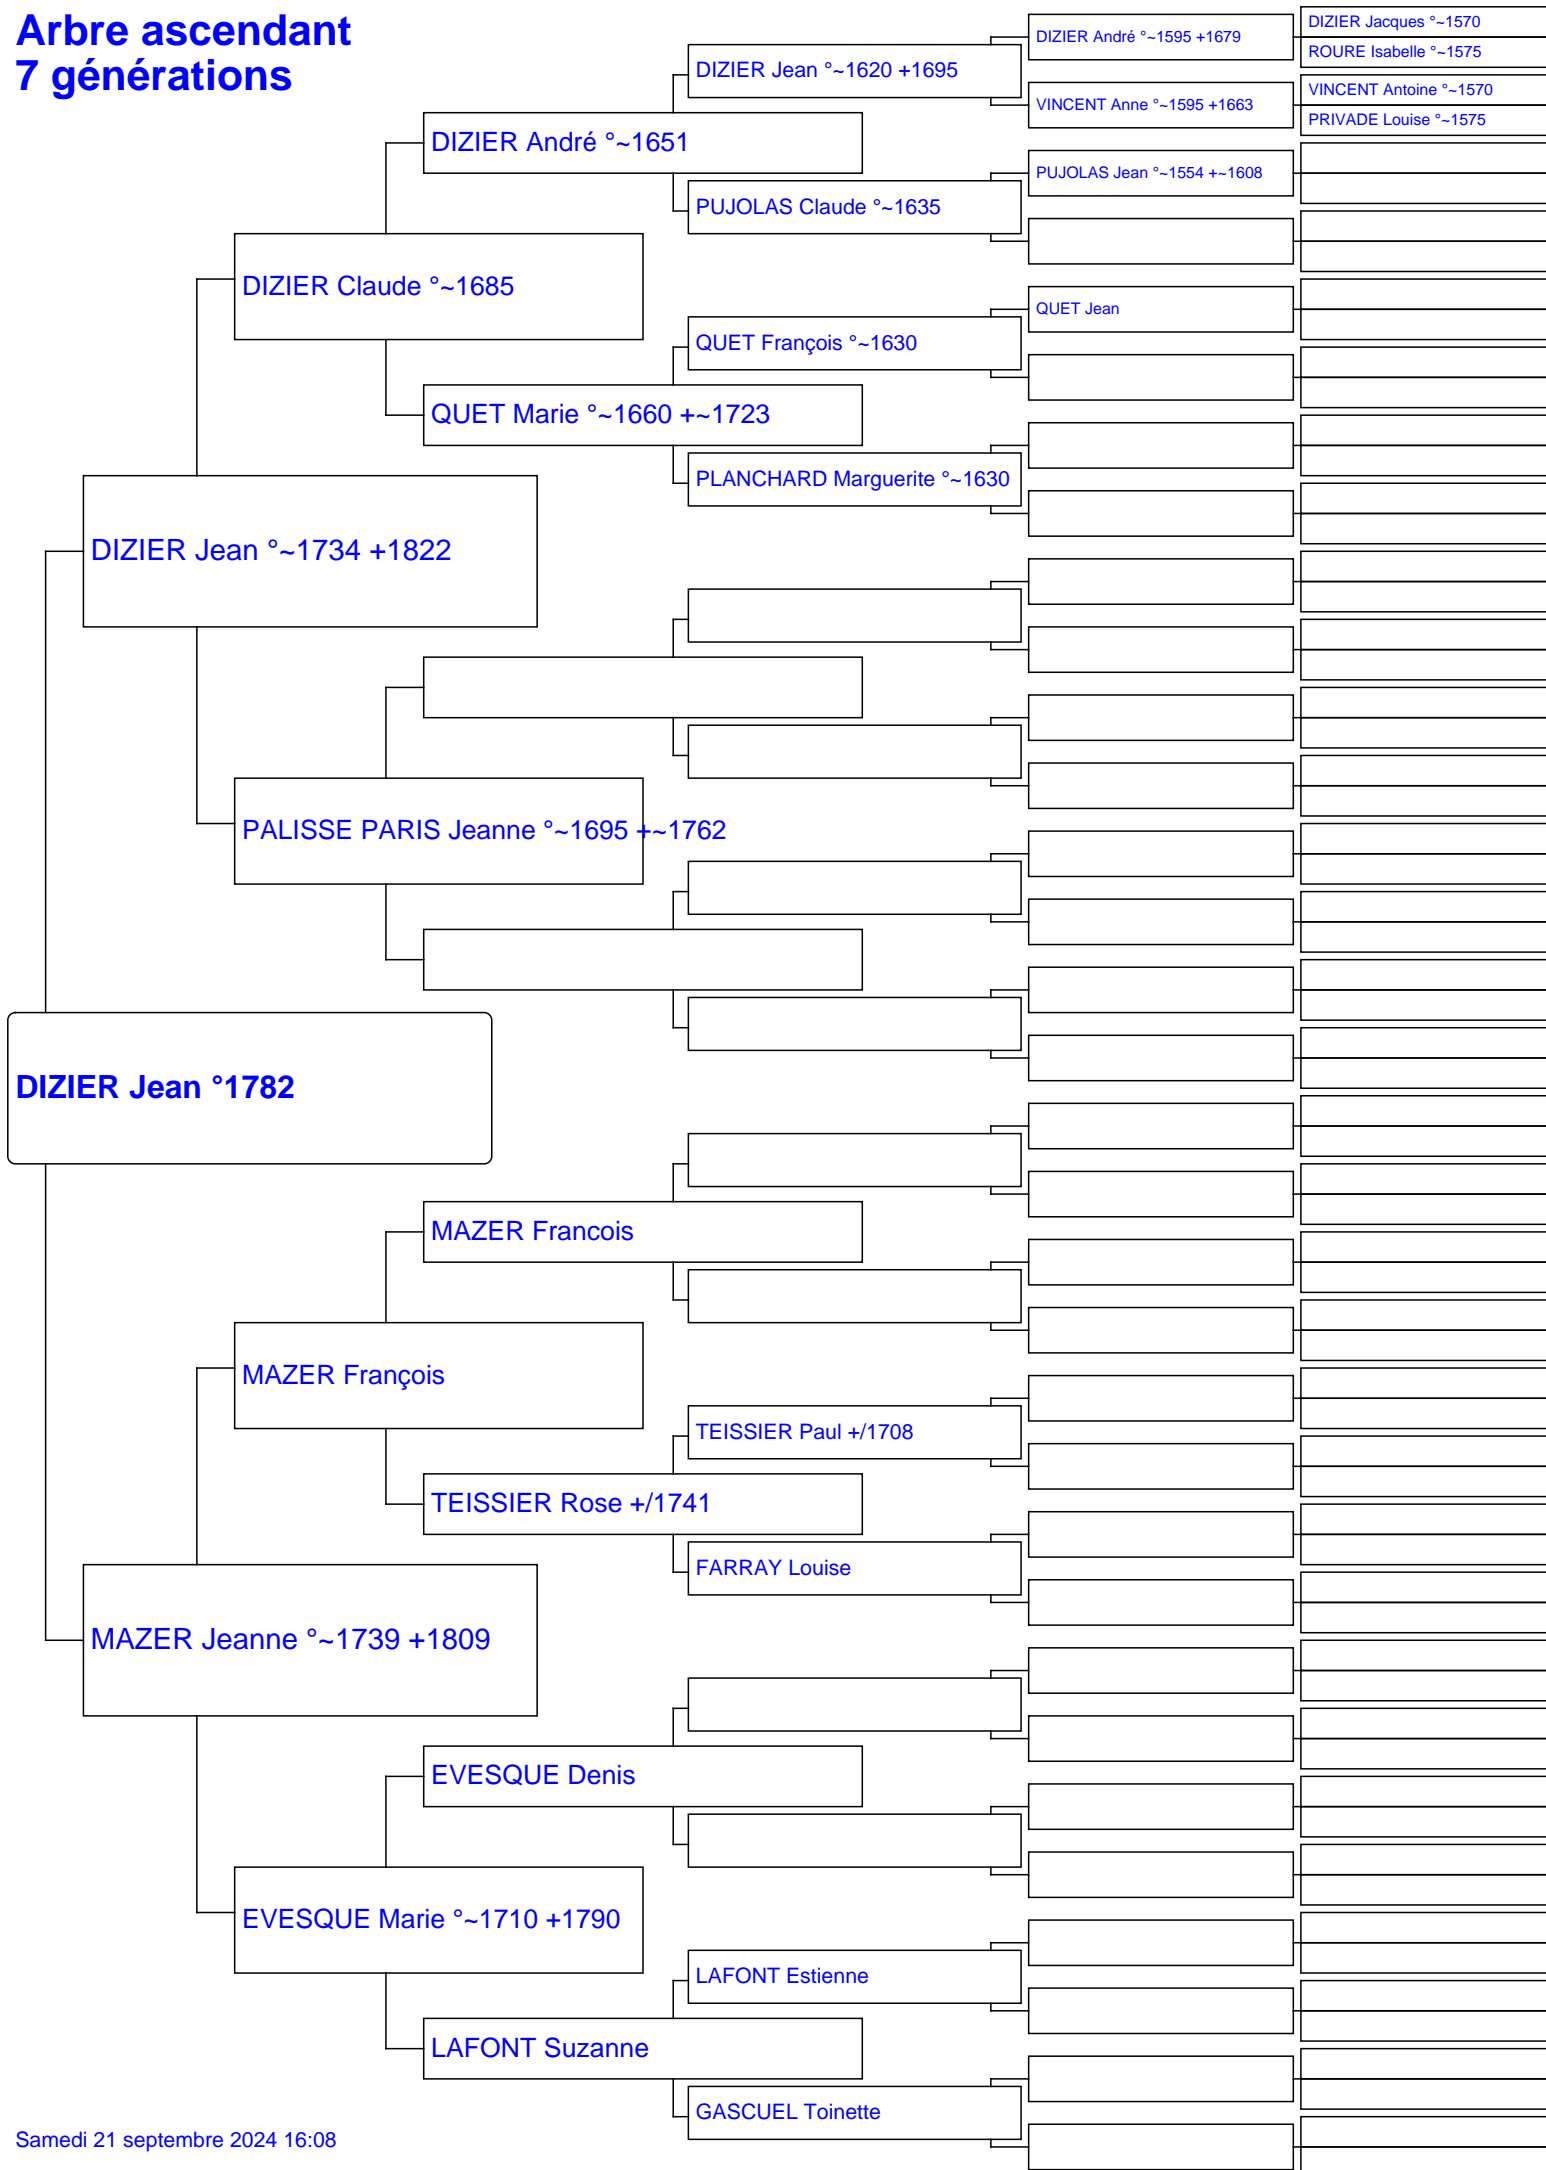 Arbre ascendant
7 générations
DIZIER Jacques °~1570
DIZIER André °~1595 +1679
ROURE Isabelle °~1575
DIZIER Jean °~1620 +1695
VINCENT Antoine °~1570
VINCENT Anne °~1595 +1663
PRIVADE Louise °~1575
DIZIER André °~1651
PUJOLAS Jean °~1554 +~1608
PUJOLAS Claude °~1635
DIZIER Claude °~1685
QUET Jean
QUET François °~1630
QUET Marie °~1660 +~1723
PLANCHARD Marguerite °~1630
DIZIER Jean °~1734 +1822
PALISSE PARIS Jeanne °~1695 +~1762
DIZIER Jean °1782
MAZER Francois
MAZER François
TEISSIER Paul +/1708
TEISSIER Rose +/1741
FARRAY Louise
MAZER Jeanne °~1739 +1809
EVESQUE Denis
EVESQUE Marie °~1710 +1790
LAFONT Estienne
LAFONT Suzanne
GASCUEL Toinette
Samedi 21 septembre 2024 16:08